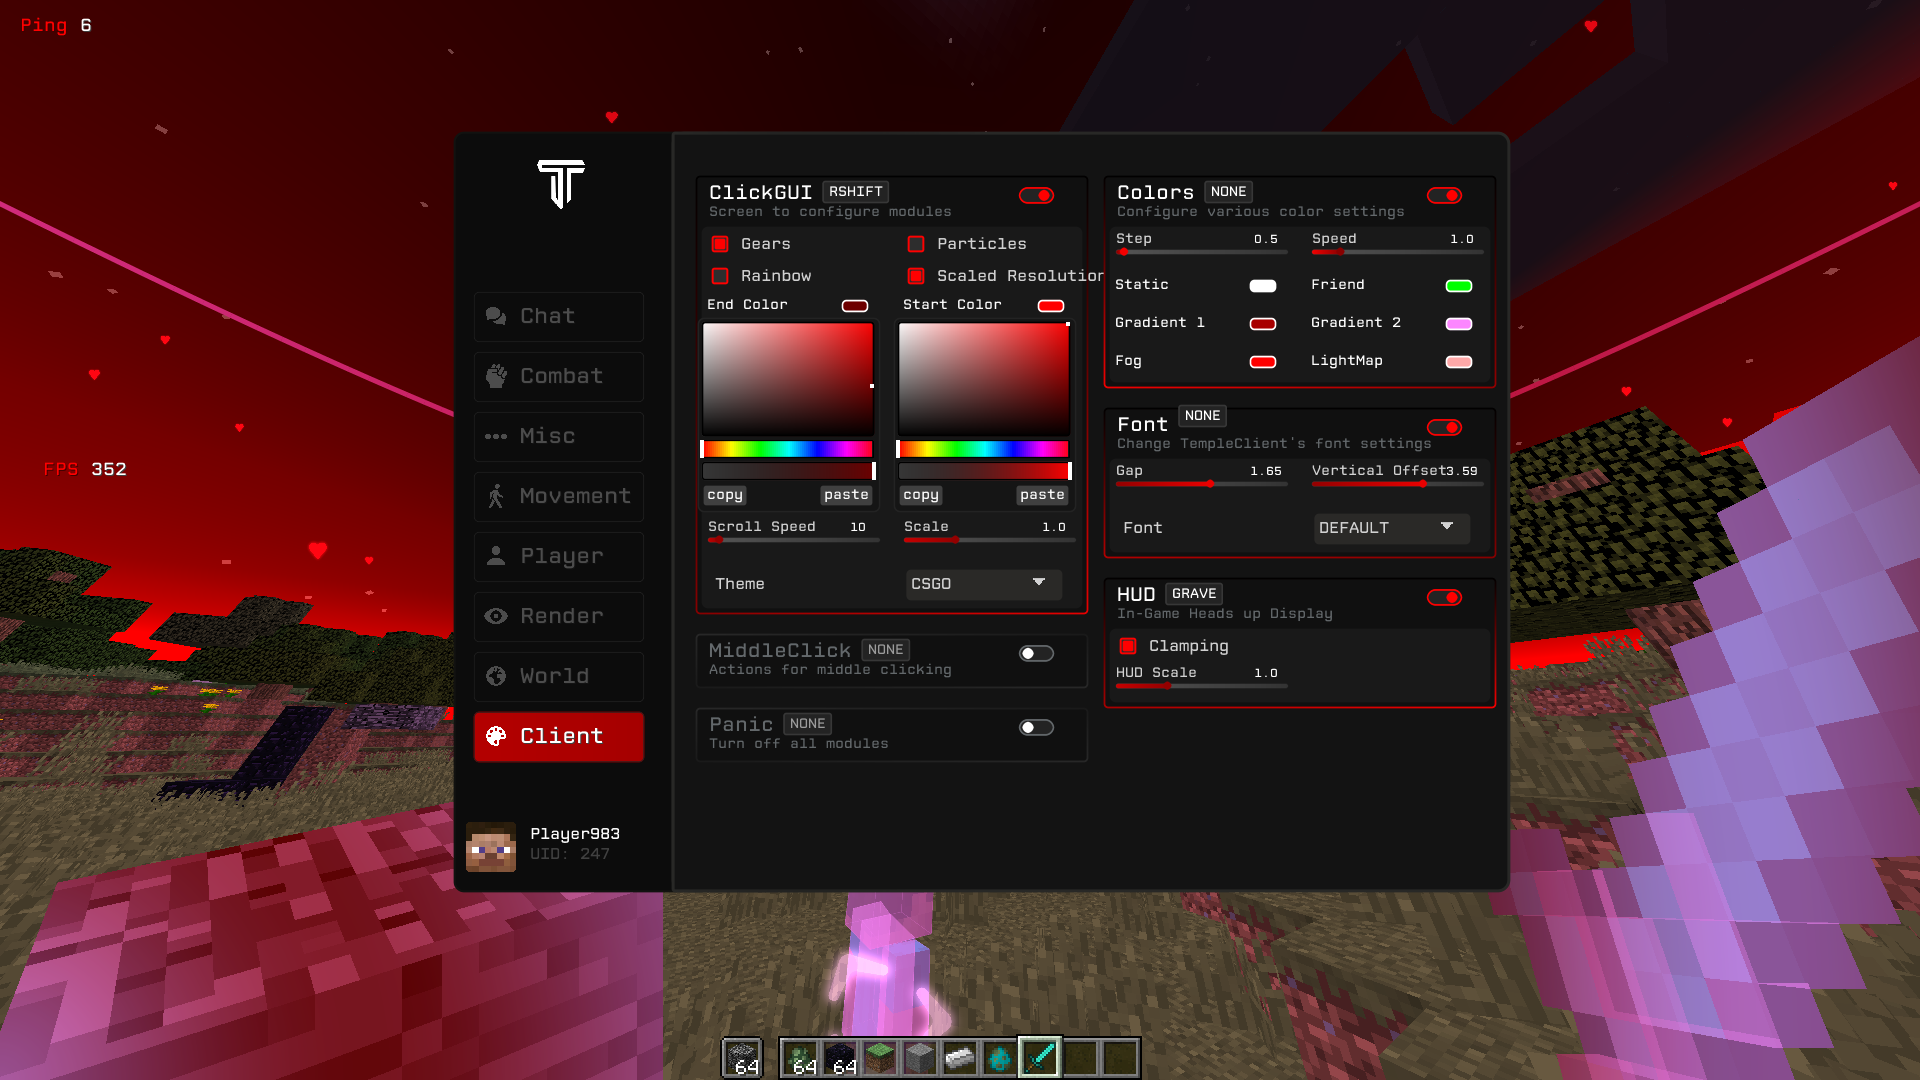 Ping 6
FPS 352
Chat
Combat
Misc
Movement
Player
Render
World
Client
Player983
UID: 247
ClickGUI RSHIFT
Screen to configure modules
Gears Particles
Rainbow Scaled Resolution
End Color Start Color
copy paste copy paste
Scroll Speed 10 Scale 1.0
Theme CSGO
MiddleClick NONE
Actions for middle clicking
Panic NONE
Turn off all modules
Colors NONE
Configure various color settings
Step 0.5 Speed 1.0
Static Friend
Gradient 1 Gradient 2
Fog LightMap
Font NONE
Change TempleClient's font settings
Gap 1.65 Vertical Offset3.59
Font DEFAULT
HUD GRAVE
In-Game Heads up Display
Clamping
HUD Scale 1.0
64 64 64